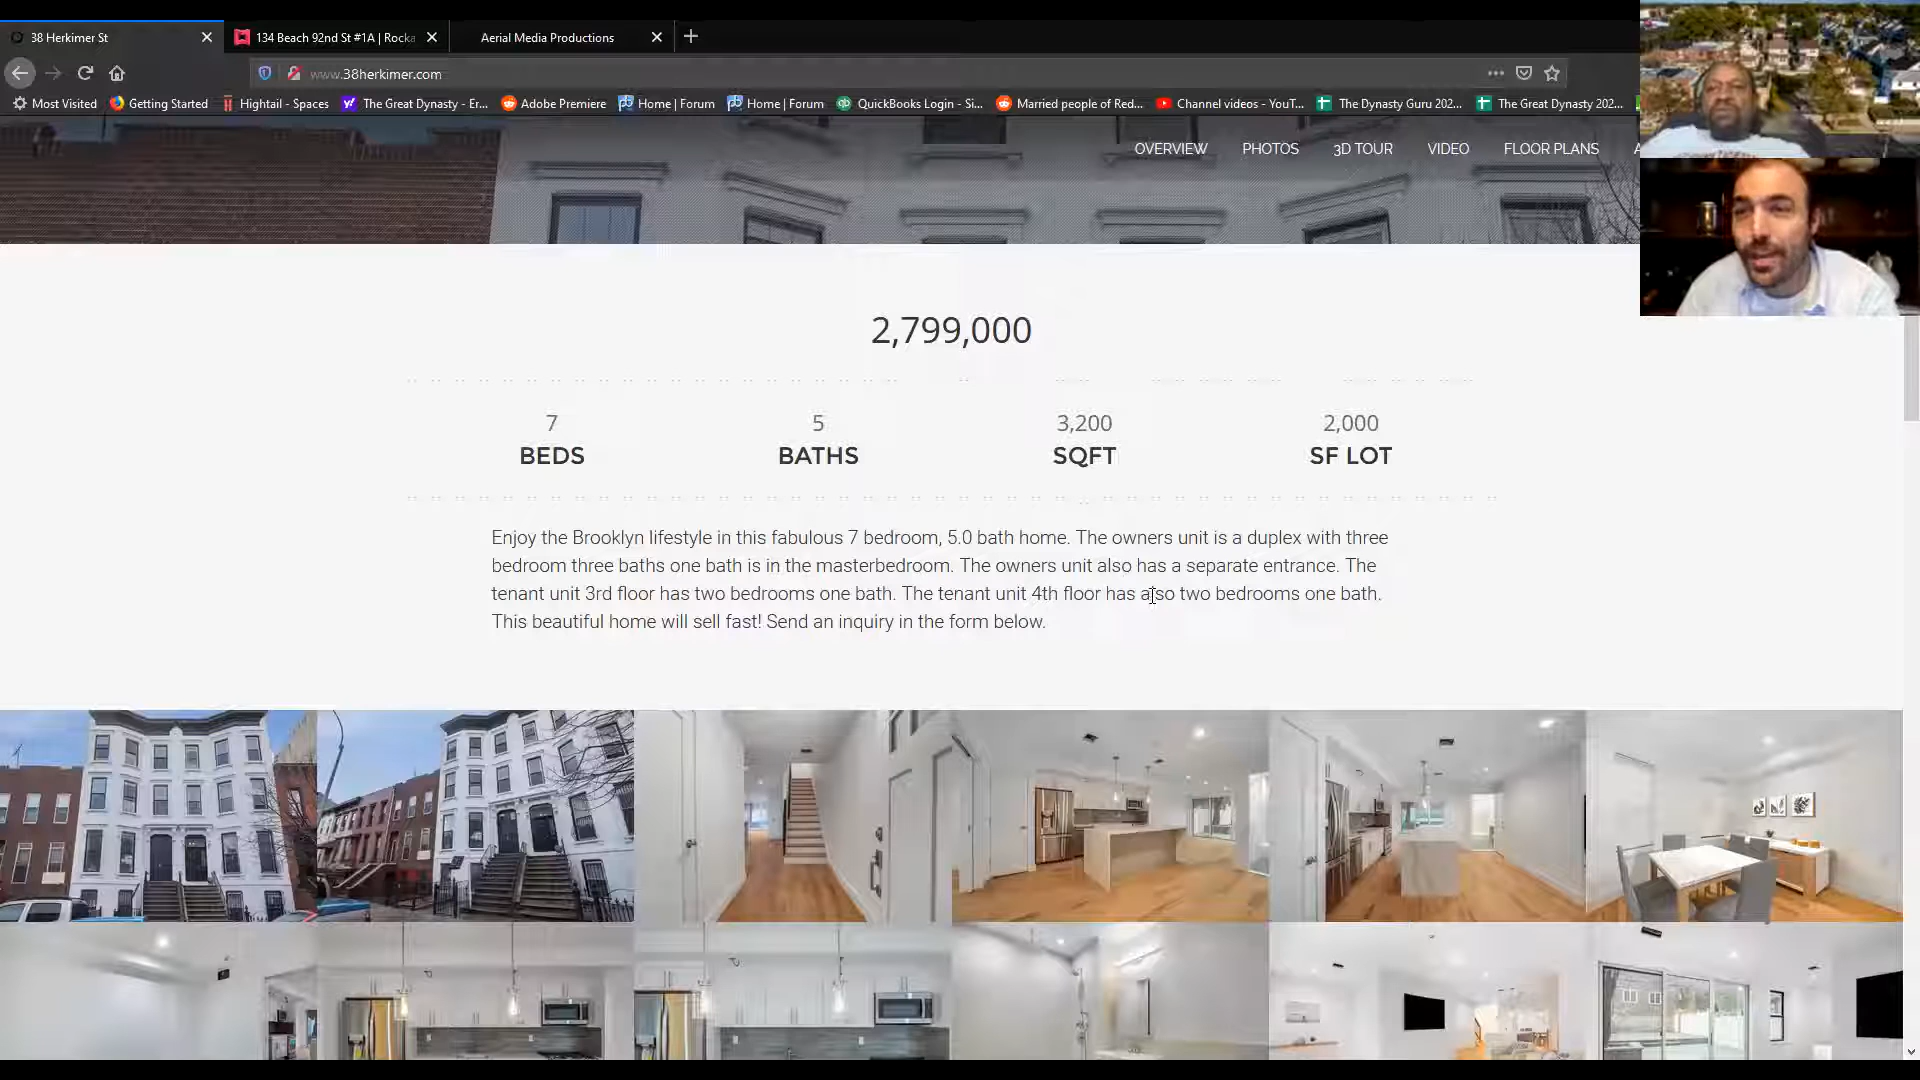 38 Herkimer St
134 Beach 92nd St #1A | Rocka
Aerial Media Productions
www.38herkimer.com
Most Visited
Getting Started
Hightail - Spaces
The Great Dynasty - Er...
Adobe Premiere
Home | Forum
Home | Forum
QuickBooks Login - Si...
Married people of Red...
Channel videos - YouT...
The Dynasty Guru 202...
The Great Dynasty 202...
OVERVIEW PHOTOS 3D TOUR VIDEO FLOOR PLANS
2,799,000
7 5 3,200 2,000
BEDS BATHS SQFT SF LOT
Enjoy the Brooklyn lifestyle in this fabulous 7 bedroom, 5.0 bath home. The owners unit is a duplex with three
bedroom three baths one bath is in the masterbedroom. The owners unit also has a separate entrance. The
tenant unit 3rd floor has two bedrooms one bath. The tenant unit 4th floor has also two bedrooms one bath.
This beautiful home will sell fast! Send an inquiry in the form below.